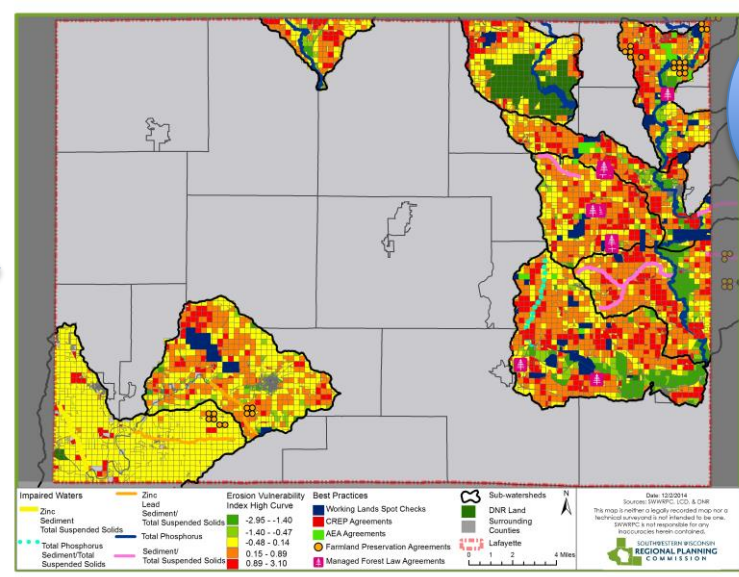 Impaired Waters
Zinc
Sediment
Total Suspended Solids
Total Phosphorus
Sediment/Total
Suspended Solids
Zinc
Lead
Sediment/
Total Suspended Solids
Total Phosphorus
Sediment/
Total Suspended Solids
Erosion Vulnerability
Index High Curve
-2.95 - -1.40
-1.40 - -0.47
-0.48 - 0.14
0.15 - 0.89
0.89 - 3.10
Best Practices
Working Lands Spot Checks
CREP Agreements
AEA Agreements
Farmland Preservation Agreements
Managed Forest Law Agreements
Sub-watersheds
DNR Land
Surrounding
Counties
Lafayette
N
0 1 2 4 Miles
Date: 12/2/2014
Sources: SWWRPC, LCD, & DNR
This map is neither a legally recorded map nor a
technical survey and is not intended to be one.
SWWRPC is not responsible for any
inaccuracies herein contained.
SOUTHWESTERN WISCONSIN
REGIONAL PLANNING
COMMISSION